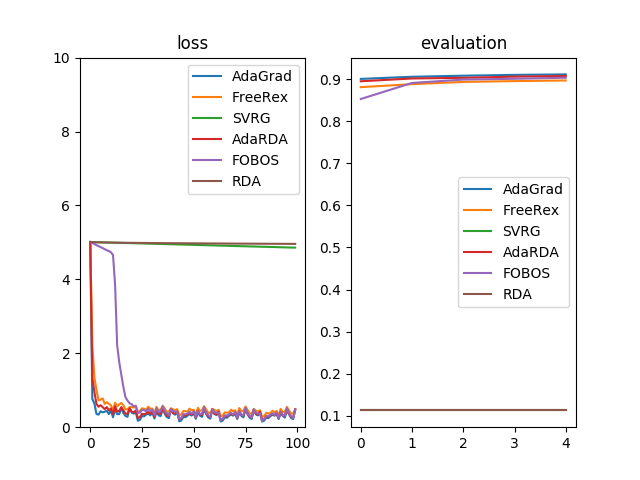 loss
10
8
6
4
2
0
0
25
50
75
100
AdaGrad
FreeRex
SVRG
AdaRDA
FOBOS
RDA
evaluation
0.9
0.8
0.7
0.6
0.5
0.4
0.3
0.2
0.1
0
1
2
3
4
AdaGrad
FreeRex
SVRG
AdaRDA
FOBOS
RDA